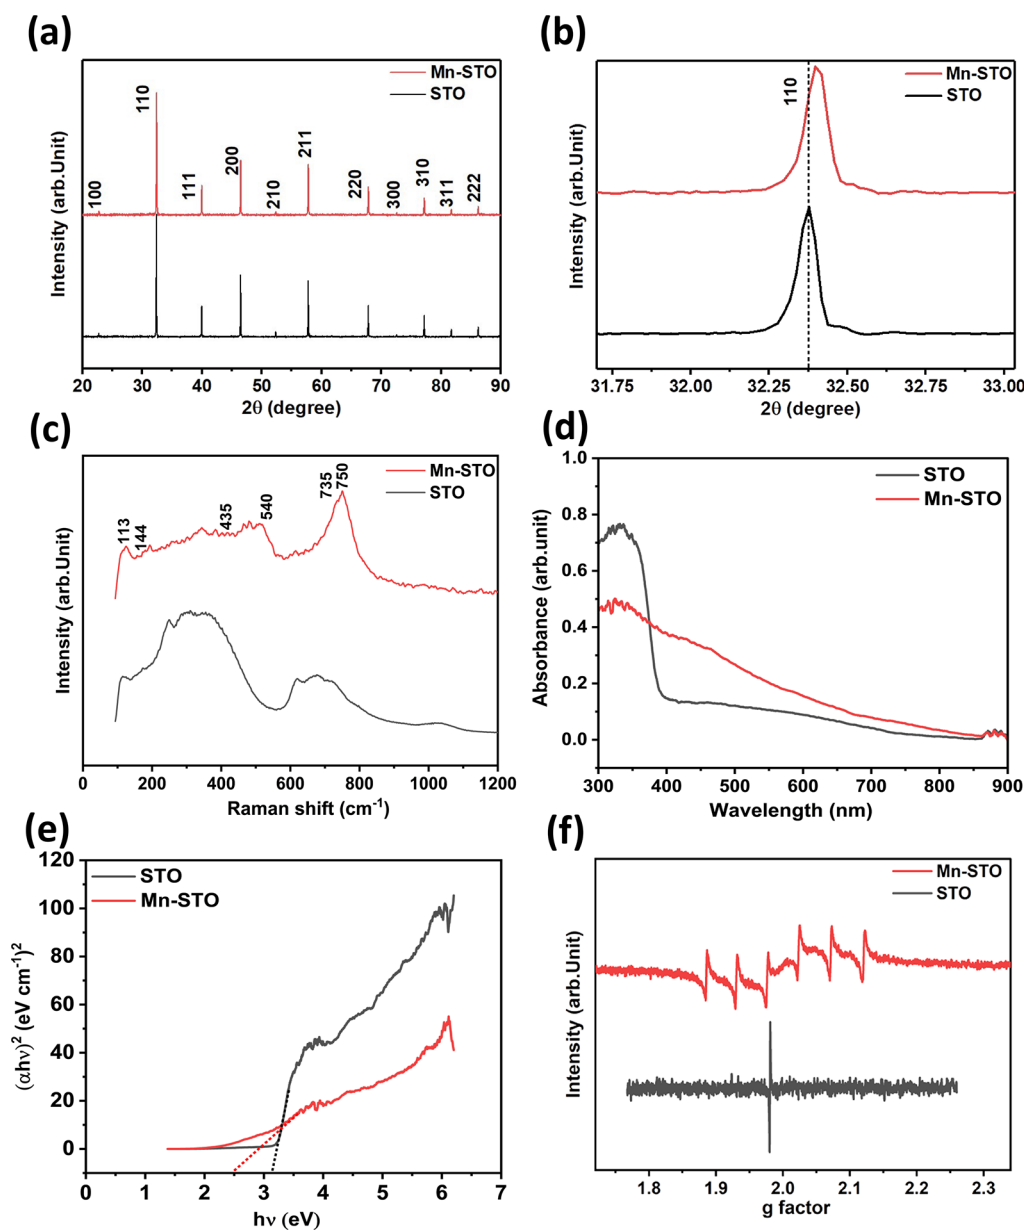 (a)
Intensity (arb.Unit)
Mn-STO
STO
100
110
111
200
210
211
220
300
310
311
222
20 30 40 50 60 70 80 90
2θ (degree)
(b)
Intensity (arb.Unit)
Mn-STO
STO
110
31.75 32.00 32.25 32.50 32.75 33.03
2θ (degree)
(c)
Intensity (arb.Unit)
Mn-STO
STO
113
144
435
540
735
750
0 200 400 600 800 1000 1200
Raman shift (cm⁻¹)
(d)
Absorbance (arb.unit)
STO
Mn-STO
1.0
0.8
0.6
0.4
0.2
0.0
300 400 500 600 700 800 900
Wavelength (nm)
(e)
(αhν)² (eV cm⁻¹)²
STO
Mn-STO
120
100
80
60
40
20
0
0 1 2 3 4 5 6 7
hν (eV)
(f)
Intensity (arb.Unit)
Mn-STO
STO
1.8 1.9 2.0 2.1 2.2 2.3
g factor